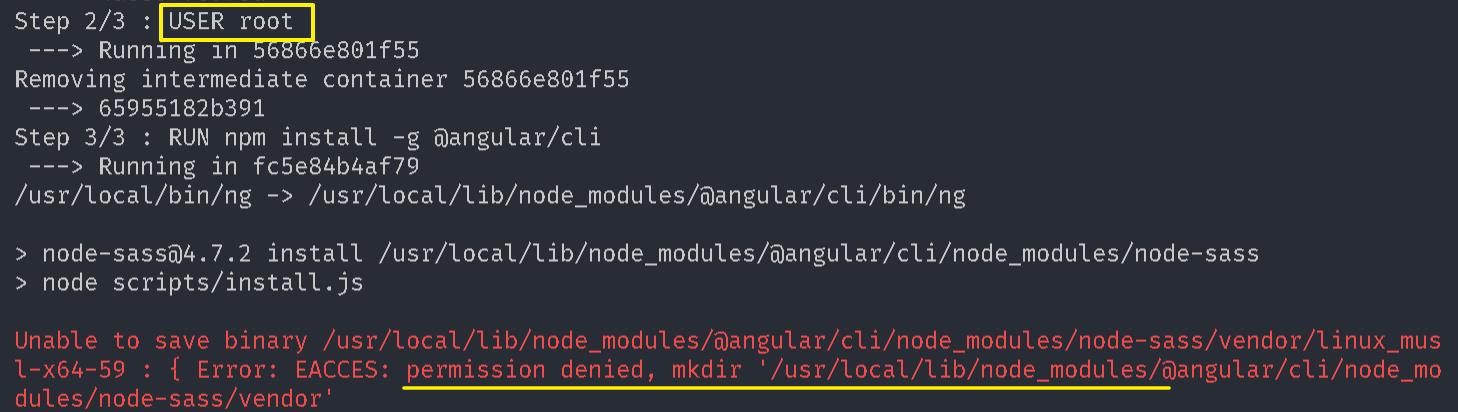 Step 2/3 : USER root
 ---> Running in 56866e801f55
Removing intermediate container 56866e801f55
 ---> 65955182b391
Step 3/3 : RUN npm install -g @angular/cli
 ---> Running in fc5e84b4af79
/usr/local/bin/ng -> /usr/local/lib/node_modules/@angular/cli/bin/ng

> node-sass@4.7.2 install /usr/local/lib/node_modules/@angular/cli/node_modules/node-sass
> node scripts/install.js

Unable to save binary /usr/local/lib/node_modules/@angular/cli/node_modules/node-sass/vendor/linux_mus
l-x64-59 : { Error: EACCES: permission denied, mkdir '/usr/local/lib/node_modules/@angular/cli/node_mo
dules/node-sass/vendor'